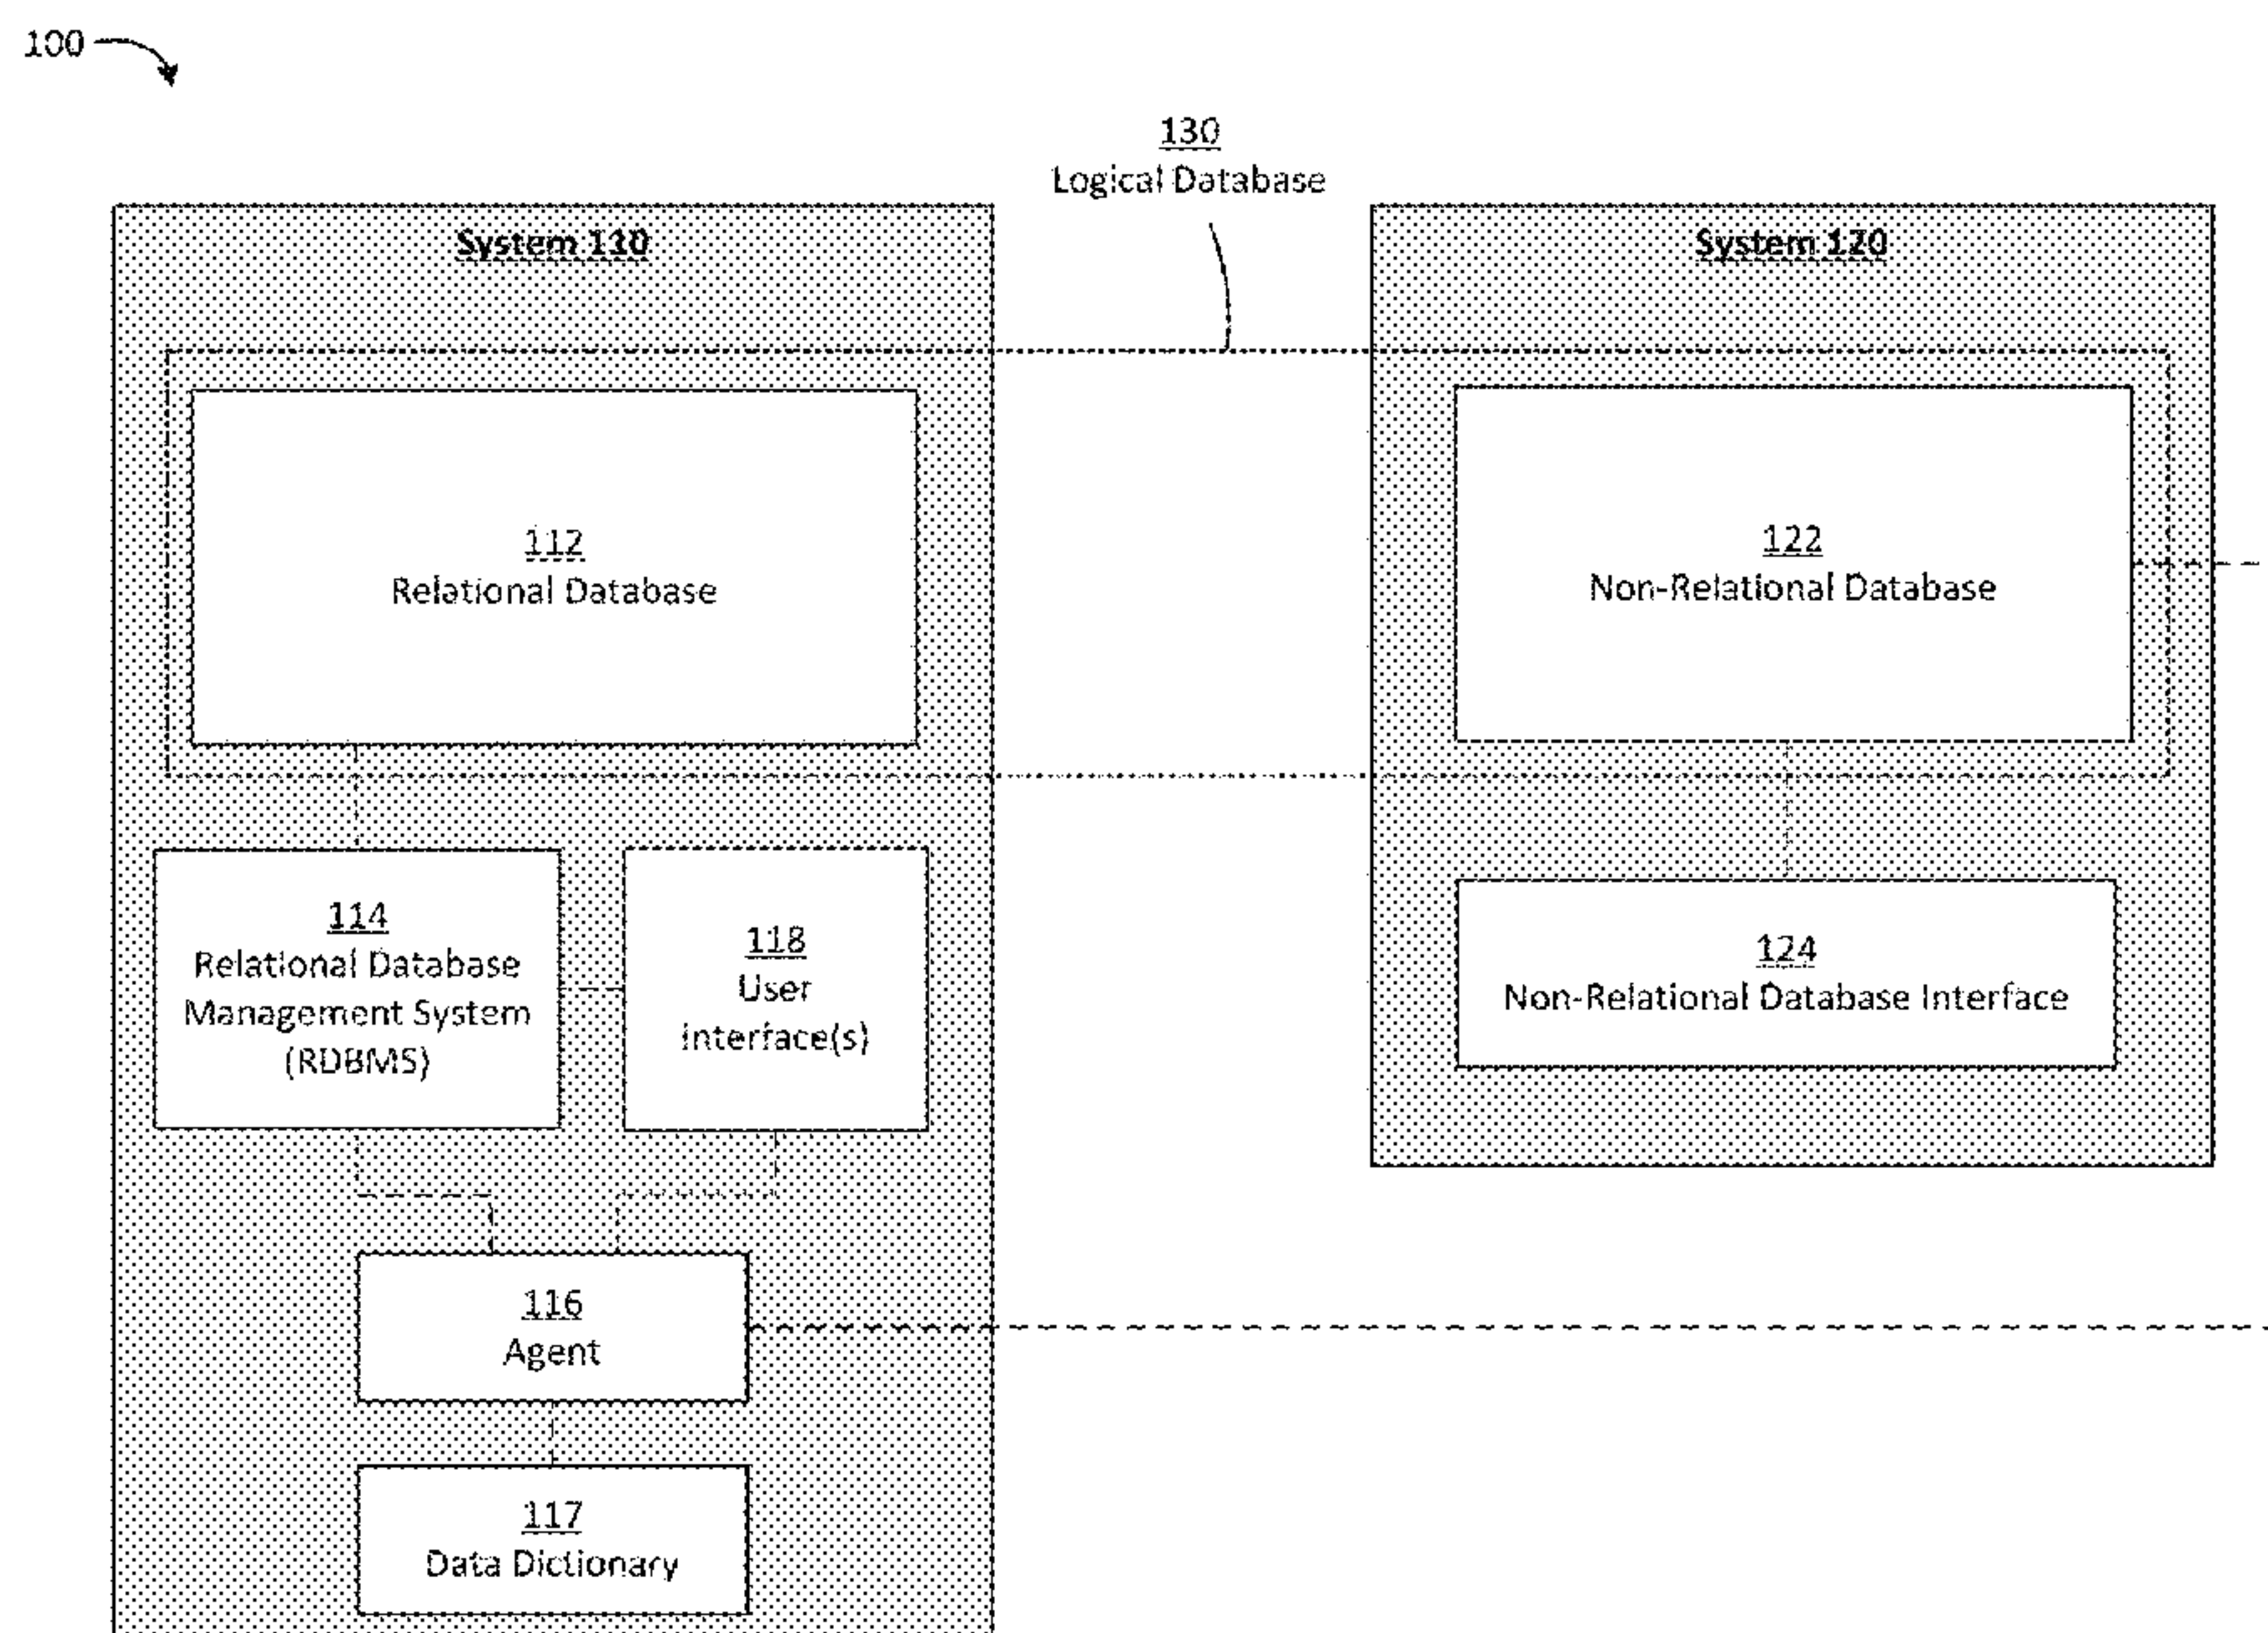 100
130
Logical Database
System 110
System 120
112
Relational Database
122
Non-Relational Database
114
Relational Database
Management System
(RDBMS)
118
User
Interface(s)
124
Non-Relational Database Interface
116
Agent
117
Data Dictionary